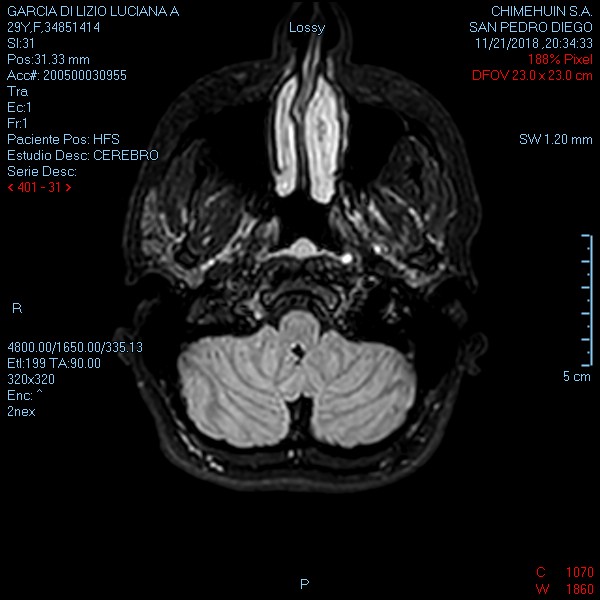 GARCIA DI LIZIO LUCIANA A
29Y,F,34851414
Sl:31
Pos:31.33 mm
Acc#: 200500030955
Tra
Ec:1
Fr:1
Paciente Pos: HFS
Estudio Desc: CEREBRO
Serie Desc:
< 401 - 31 >
Lossy
CHIMEHUIN S.A.
SAN PEDRO DIEGO
11/21/2018 ,20:34:33
188% Pixel
DFOV 23.0 x 23.0 cm
SW 1.20 mm
R
4800.00/1650.00/335.13
Etl:199 TA:90.00
320x320
Enc: ^
2nex
5 cm
P
C 1070
W 1860